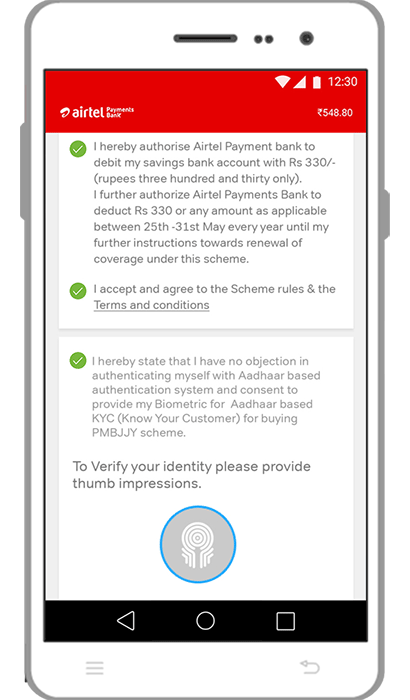 12:30
airtel Payments Bank
₹548.80
I hereby authorise Airtel Payment bank to
debit my savings bank account with Rs 330/-
(rupees three hundred and thirty only).
I further authorize Airtel Payments Bank to
deduct Rs 330 or any amount as applicable
between 25th -31st May every year until my
further instructions towards renewal of
coverage under this scheme.
I accept and agree to the Scheme rules & the
Terms and conditions
I hereby state that I have no objection in
authenticating myself with Aadhaar based
authentication system and consent to
provide my Biometric for Aadhaar based
KYC (Know Your Customer) for buying
PMBJJY scheme.
To Verify your identity please provide
thumb impressions.